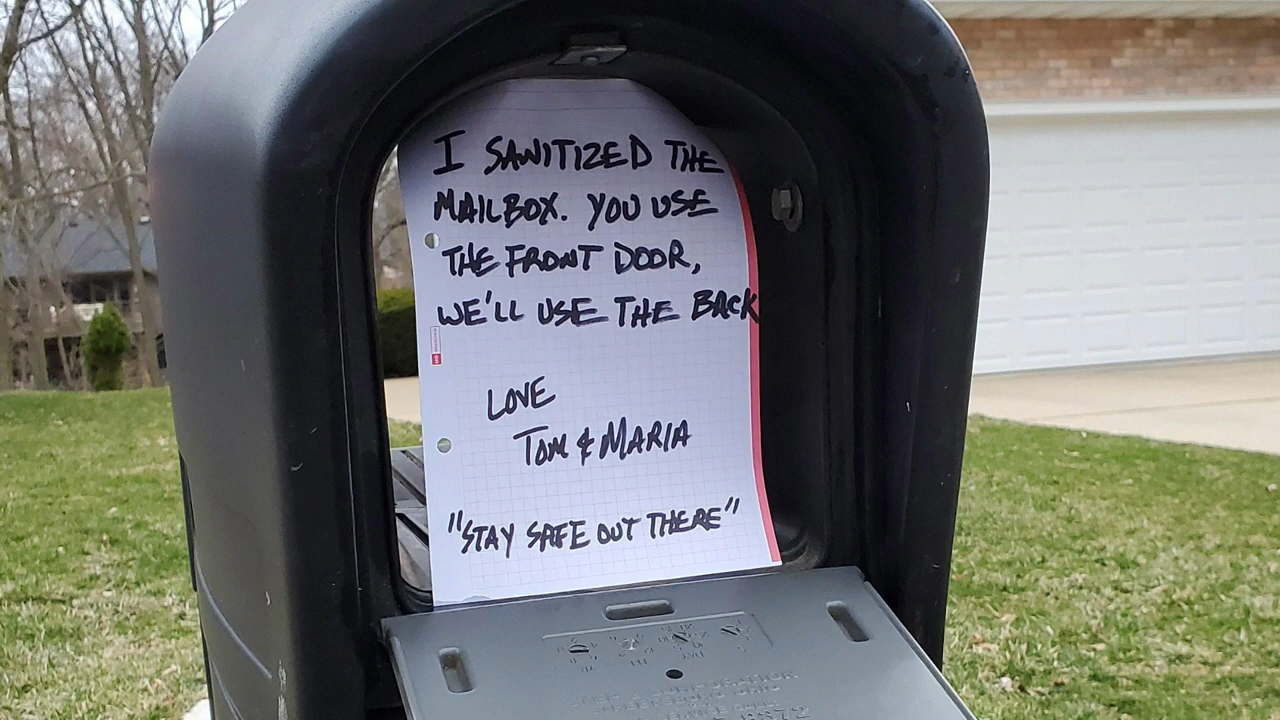 I SANITIZED THE
MAILBOX. YOU USE
THE FRONT DOOR,
WE'LL USE THE BACK
LOVE
TOM & MARIA
"STAY SAFE OUT THERE"